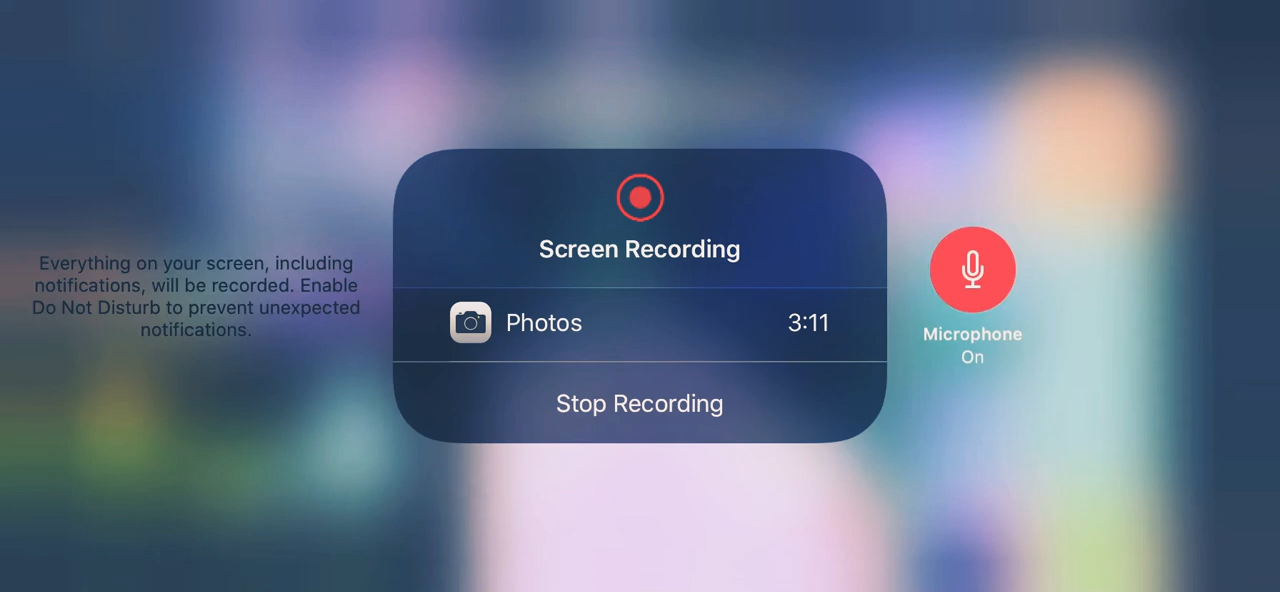 Everything on your screen, including
notifications, will be recorded. Enable
Do Not Disturb to prevent unexpected
notifications.
Screen Recording
Photos 3:11
Stop Recording
Microphone
On